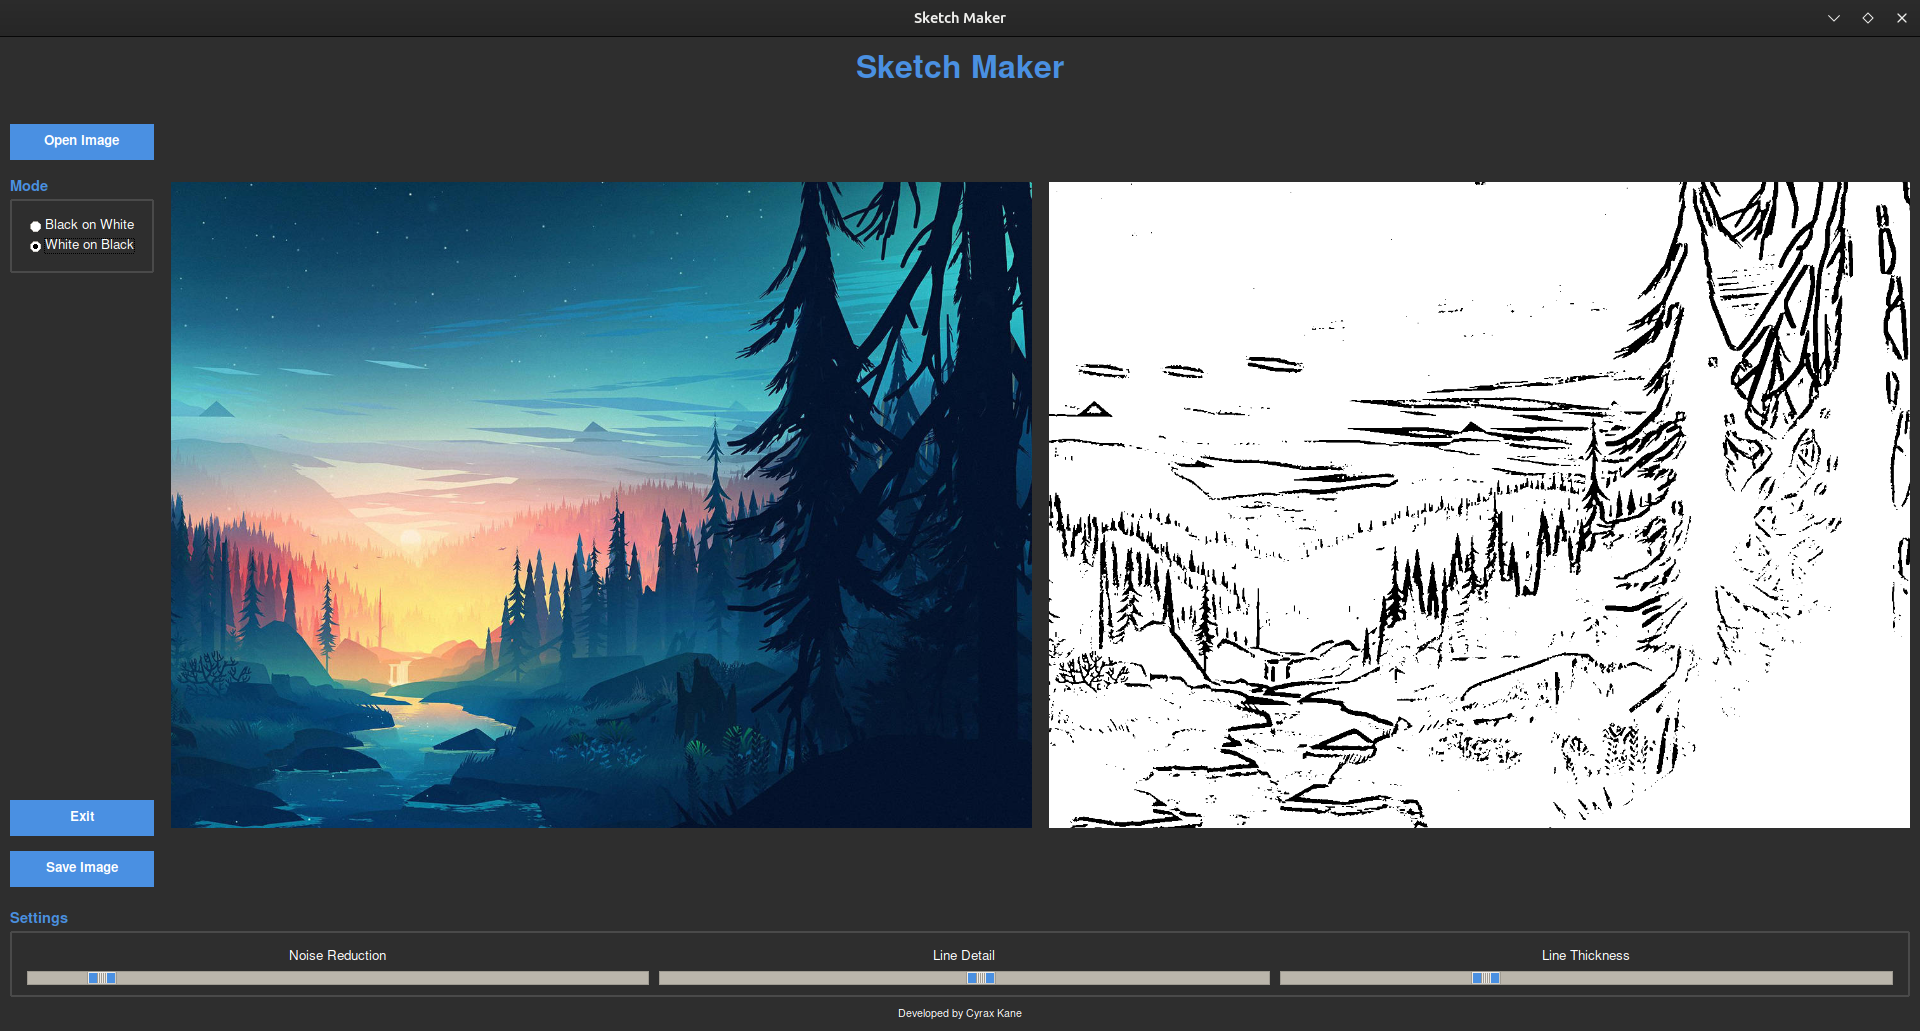 Sketch Maker
Sketch Maker
Open Image
Mode
Black on White
White on Black
Exit
Save Image
Settings
Noise Reduction
Line Detail
Line Thickness
Developed by Cyrax Kane